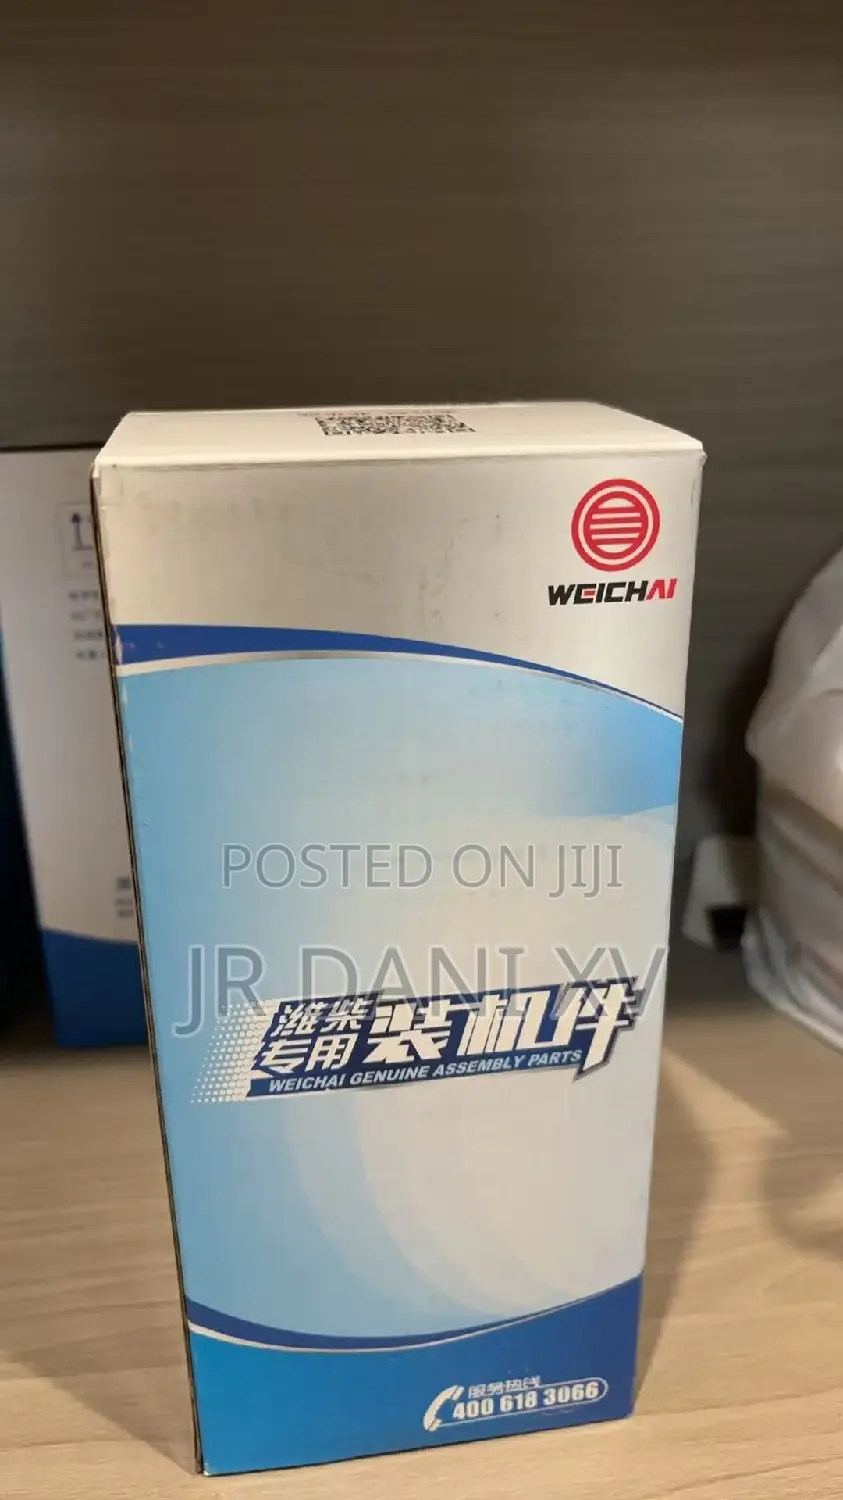 WEICHAI
POSTED ON JIJI
JR DANI XV
潍柴
专用
装机件
WEICHAI GENUINE ASSEMBLY PARTS
服务热线
400 618 3066